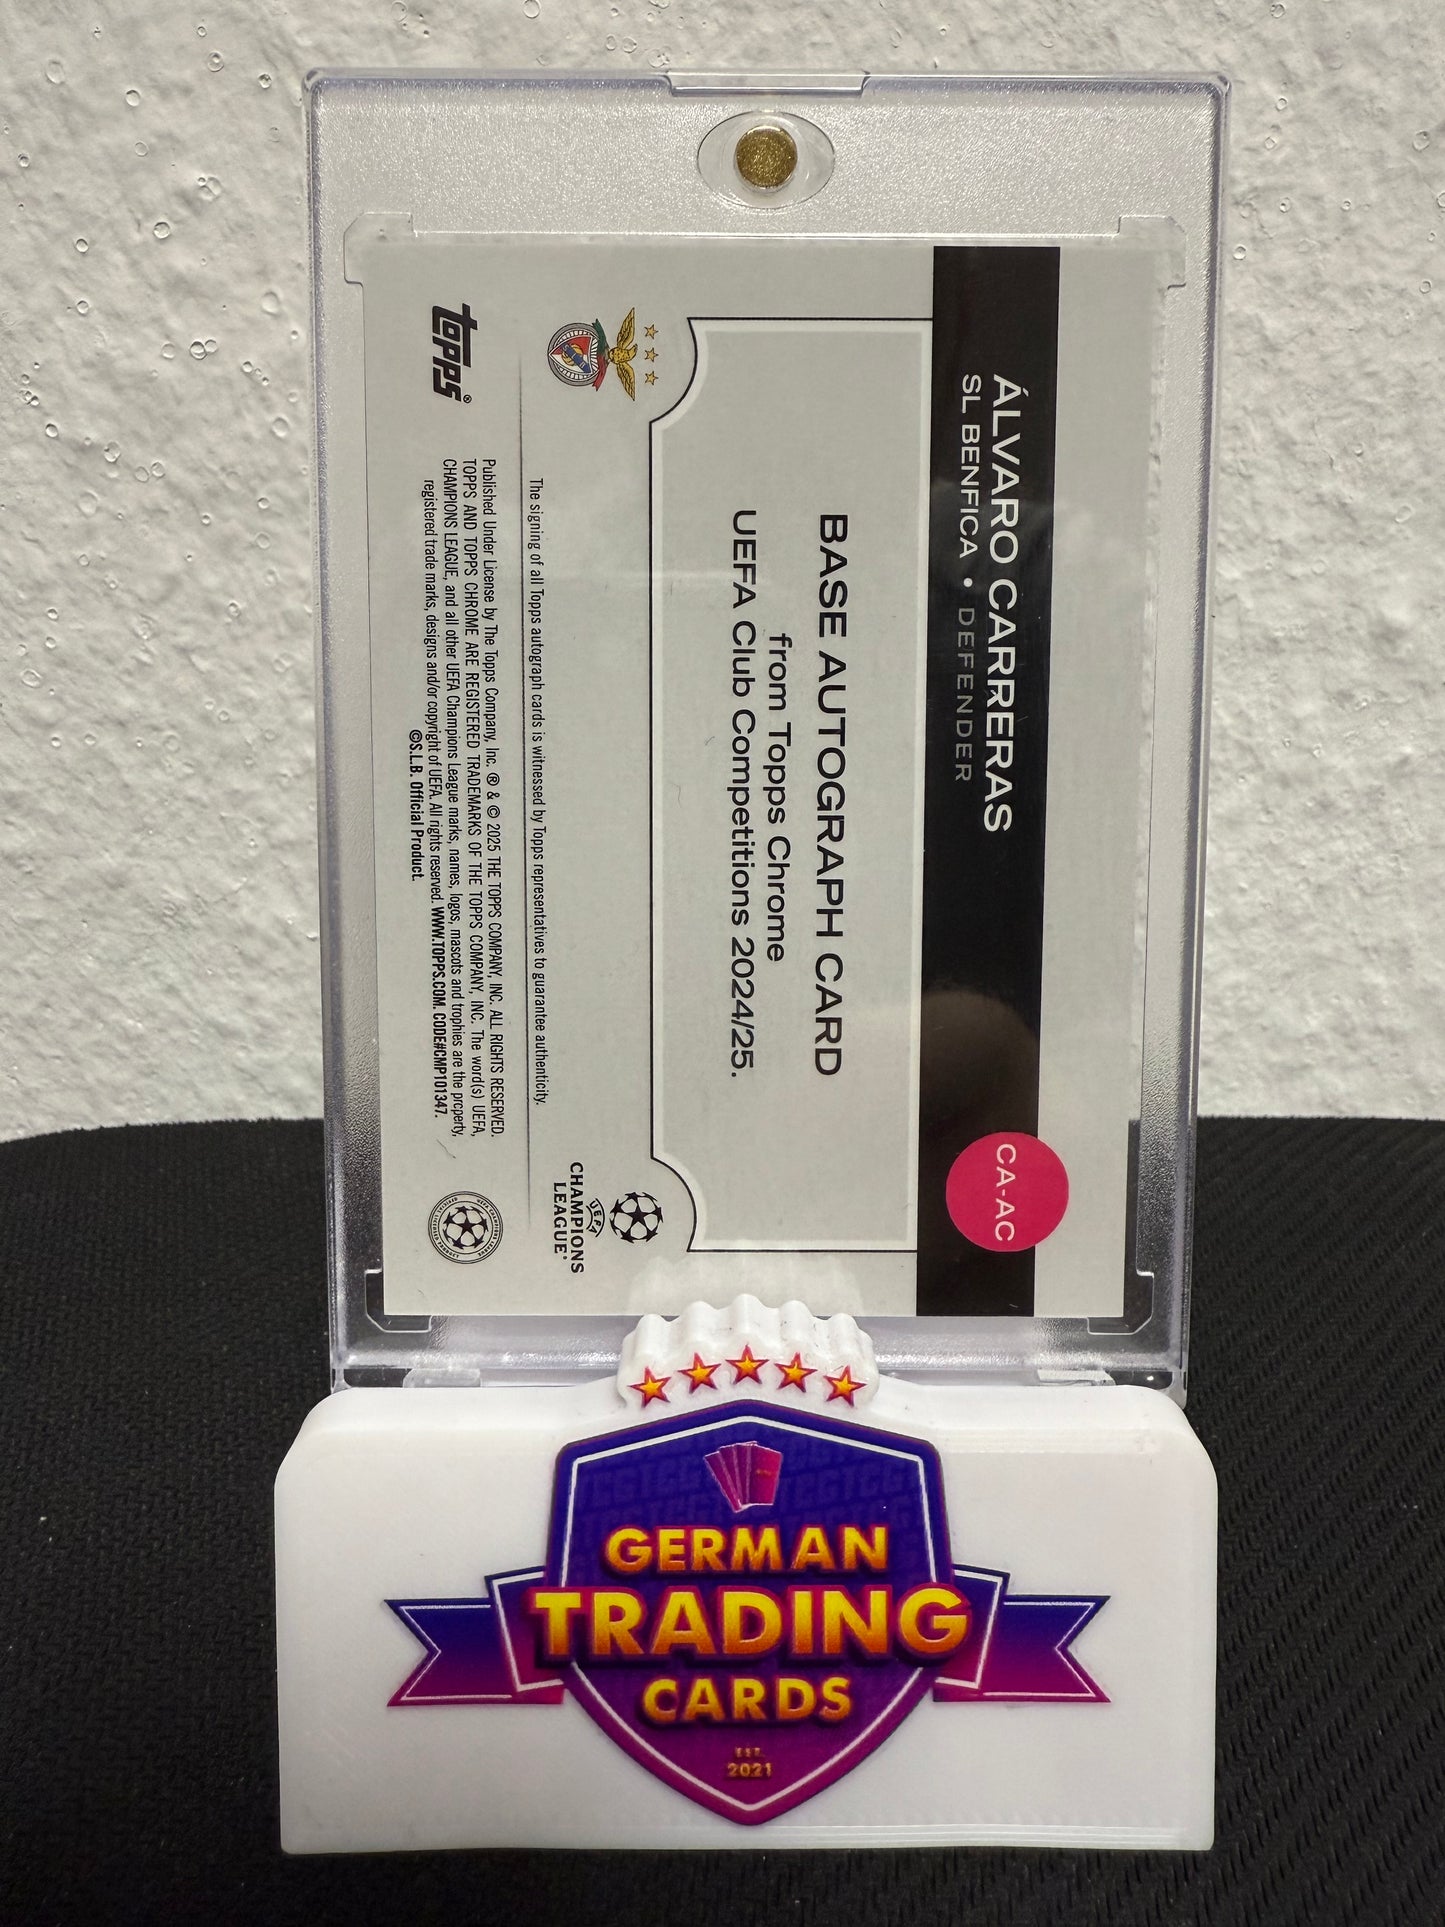 ÁLVARO CARRERAS
SL BENFICA • DEFENDER
CA-AC
BASE AUTOGRAPH CARD
from Topps Chrome
UEFA Club Competitions 2024/25.
UEFA
CHAMPIONS
LEAGUE®
The signing of all Topps autograph cards is witnessed by Topps representatives to guarantee authenticity.
topps®
Published Under License by The Topps Company, Inc. ® & © 2025 THE TOPPS COMPANY, INC. ALL RIGHTS RESERVED.
TOPPS AND TOPPS CHROME ARE REGISTERED TRADEMARKS OF THE TOPPS COMPANY, INC. The word(s) UEFA,
CHAMPIONS LEAGUE, and all other UEFA Champions League marks, names, logos, mascots and trophies are the property,
registered trade marks, designs and/or copyright of UEFA. All rights reserved. WWW.TOPPS.COM. CODE#CMP101347.
©S.L.B. Official Product.
GERMAN
TRADING
CARDS
EST.
2021